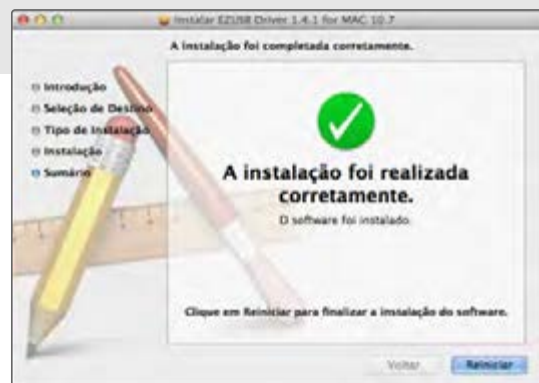 Instalar EZUSB Driver 1.4.1 for MAC 10.7
A instalação foi completada corretamente.
Introdução
Seleção de Destino
Tipo de Instalação
Instalação
Sumário
A instalação foi realizada
corretamente.
O software foi instalado.
Clique em Reiniciar para finalizar a instalação do software.
Voltar
Reiniciar